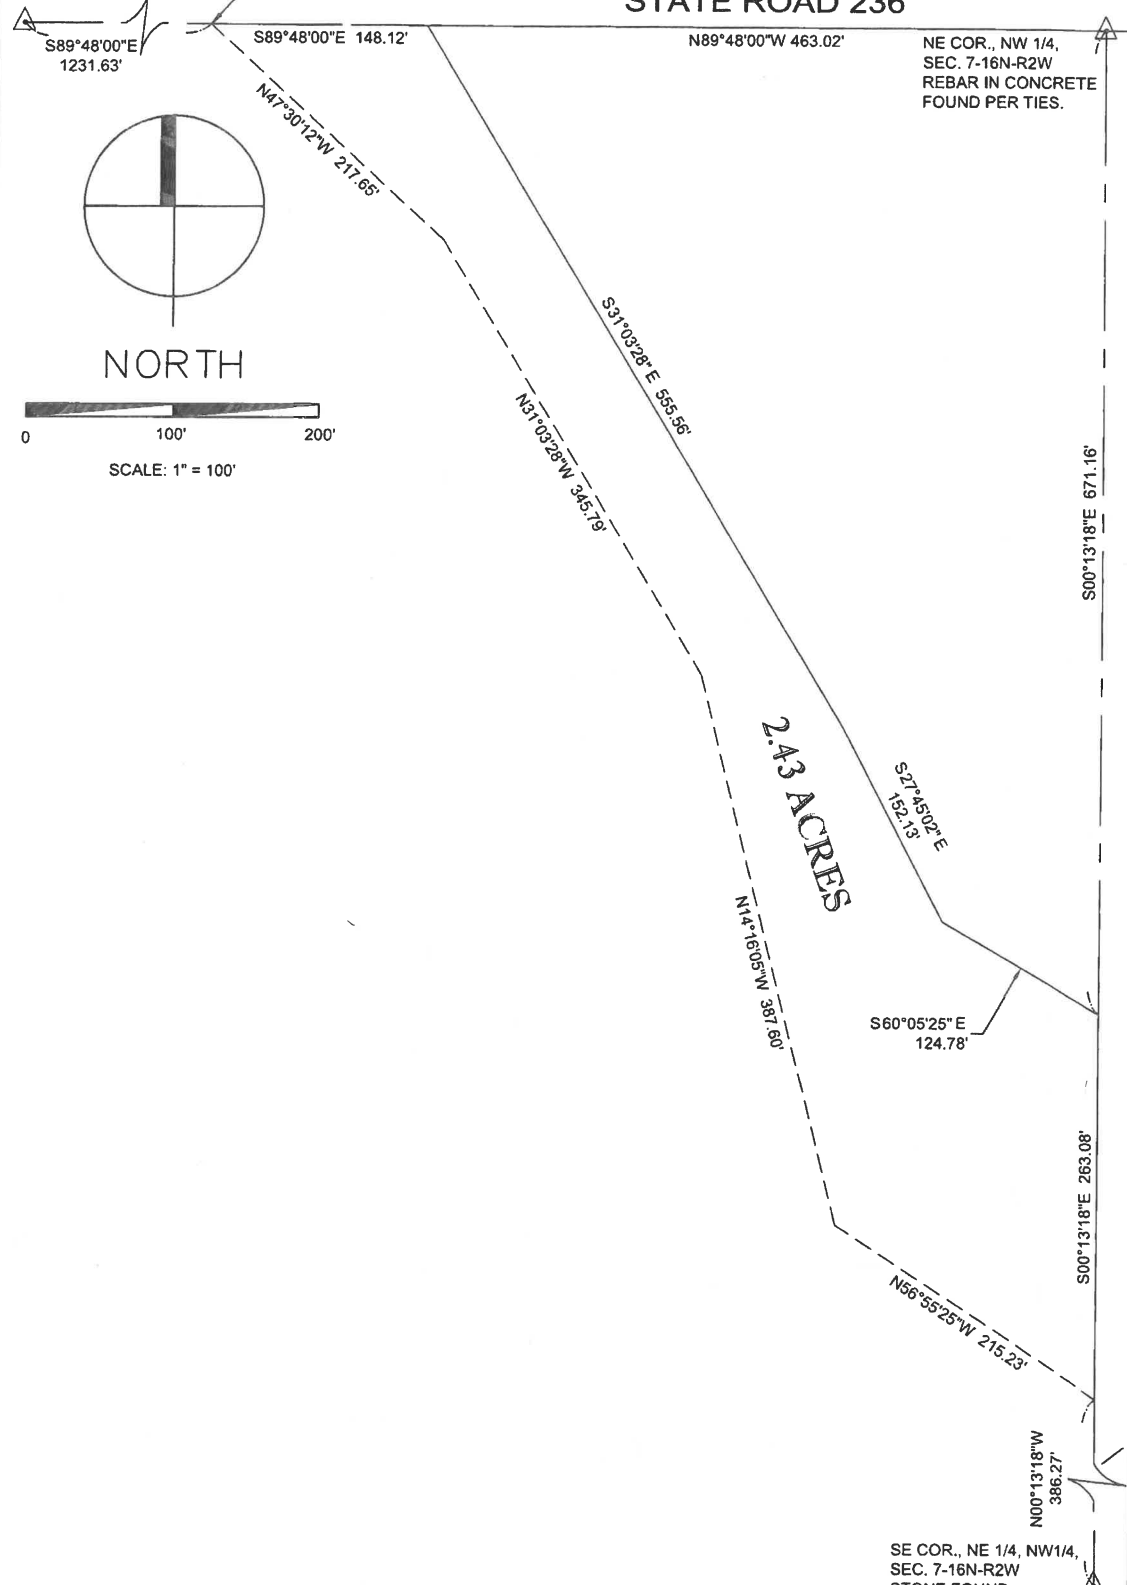 STATE ROAD 236
S89°48'00"E
1231.63'
S89°48'00"E 148.12'
N89°48'00"W 463.02'
NE COR., NW 1/4,
SEC. 7-16N-R2W
REBAR IN CONCRETE
FOUND PER TIES.
N47°30'12"W 217.65'
NORTH
0 100' 200'
SCALE: 1" = 100'
S31°03'28" E 555.56'
N31°03'28"W 345.79'
S00°13'18"E 671.16'
2.43 ACRES
S27°45'02" E
152.13'
N14°16'05"W 387.60'
S60°05'25" E
124.78'
S00°13'18"E 263.08'
N56°55'25"W 215.23'
N00°13'18"W
386.27'
SE COR., NE 1/4, NW1/4,
SEC. 7-16N-R2W
STONE FOUND